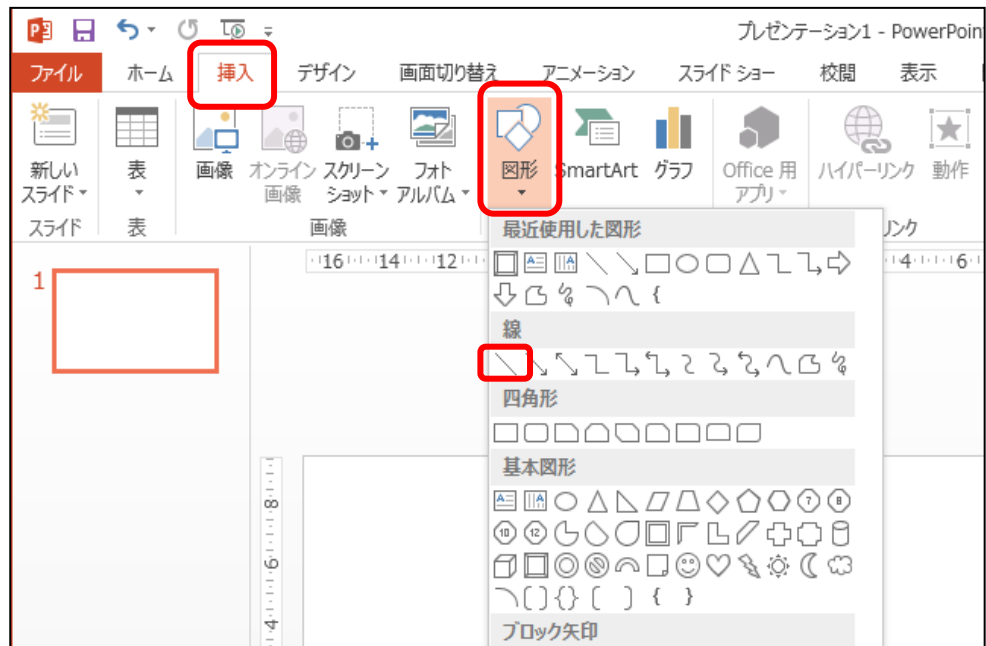 プレゼンテーション1 - PowerPoin
ファイル ホーム 挿入 デザイン 画面切り替え アニメーション スライド ショー 校閲 表示
新しい スライド
表
画像
オンライン 画像
スクリーン ショット
フォト アルバム
図形
SmartArt
グラフ
Office 用 アプリ
ハイパーリンク
動作
スライド 表 画像 リンク
最近使用した図形
16 14 12 4 6
1
線
四角形
基本図形
8
7 8
10 12
6
4
ブロック矢印